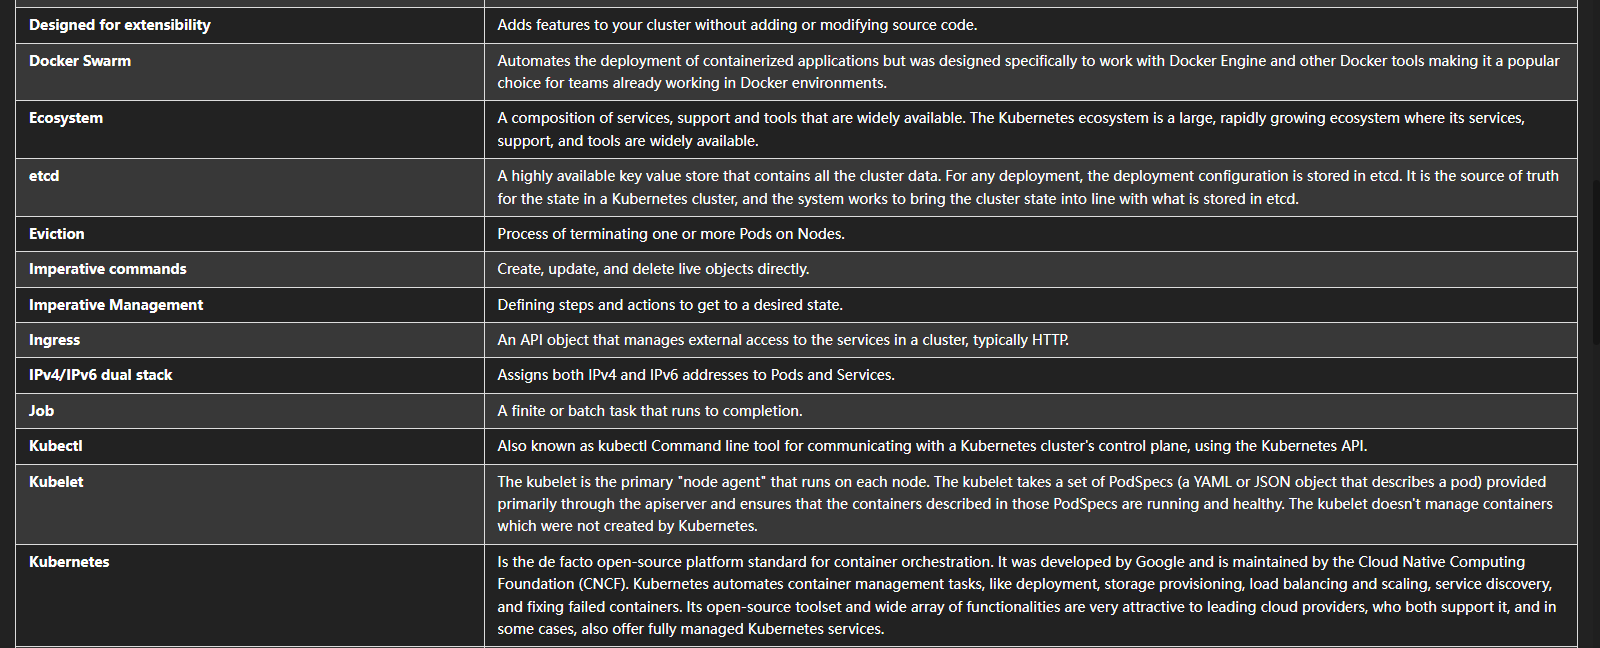 Designed for extensibility
Adds features to your cluster without adding or modifying source code.
Docker Swarm
Automates the deployment of containerized applications but was designed specifically to work with Docker Engine and other Docker tools making it a popular
choice for teams already working in Docker environments.
Ecosystem
A composition of services, support and tools that are widely available. The Kubernetes ecosystem is a large, rapidly growing ecosystem where its services,
support, and tools are widely available.
etcd
A highly available key value store that contains all the cluster data. For any deployment, the deployment configuration is stored in etcd. It is the source of truth
for the state in a Kubernetes cluster, and the system works to bring the cluster state into line with what is stored in etcd.
Eviction
Process of terminating one or more Pods on Nodes.
Imperative commands
Create, update, and delete live objects directly.
Imperative Management
Defining steps and actions to get to a desired state.
Ingress
An API object that manages external access to the services in a cluster, typically HTTP.
IPv4/IPv6 dual stack
Assigns both IPv4 and IPv6 addresses to Pods and Services.
Job
A finite or batch task that runs to completion.
Kubectl
Also known as kubectl Command line tool for communicating with a Kubernetes cluster's control plane, using the Kubernetes API.
Kubelet
The kubelet is the primary "node agent" that runs on each node. The kubelet takes a set of PodSpecs (a YAML or JSON object that describes a pod) provided
primarily through the apiserver and ensures that the containers described in those PodSpecs are running and healthy. The kubelet doesn't manage containers
which were not created by Kubernetes.
Kubernetes
Is the de facto open-source platform standard for container orchestration. It was developed by Google and is maintained by the Cloud Native Computing
Foundation (CNCF). Kubernetes automates container management tasks, like deployment, storage provisioning, load balancing and scaling, service discovery,
and fixing failed containers. Its open-source toolset and wide array of functionalities are very attractive to leading cloud providers, who both support it, and in
some cases, also offer fully managed Kubernetes services.